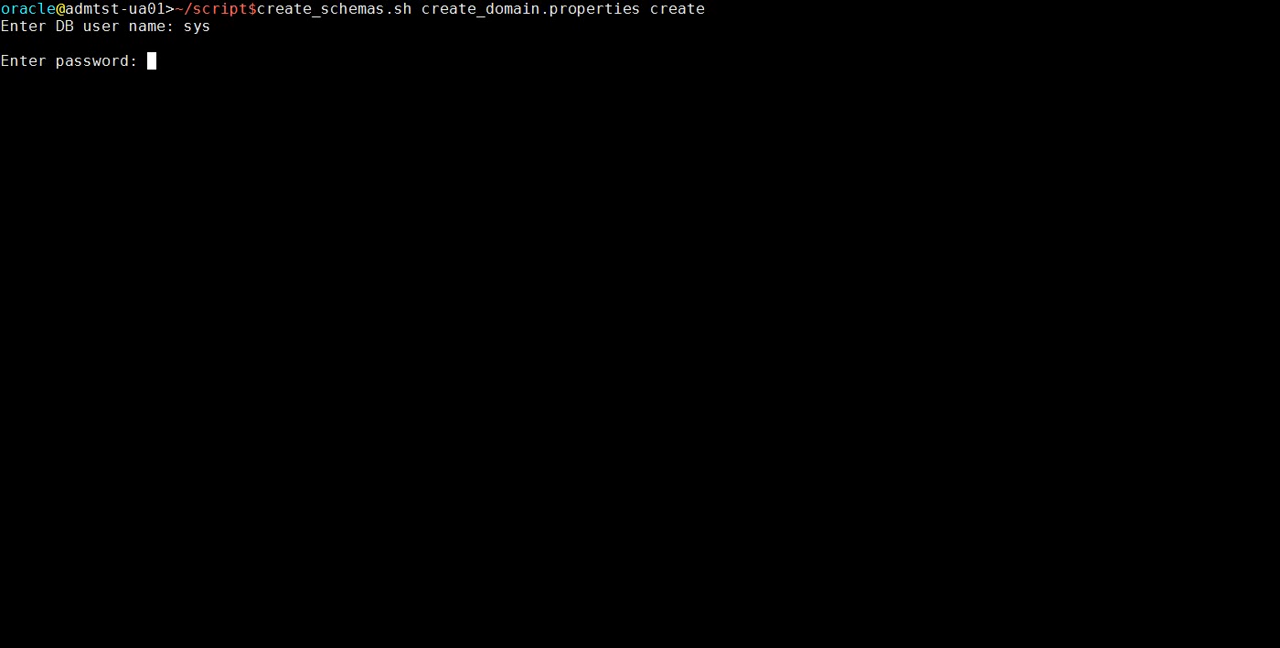 oracle@admtst-ua01>~/script$create_schemas.sh create_domain.properties create
Enter DB user name: sys
Enter password: